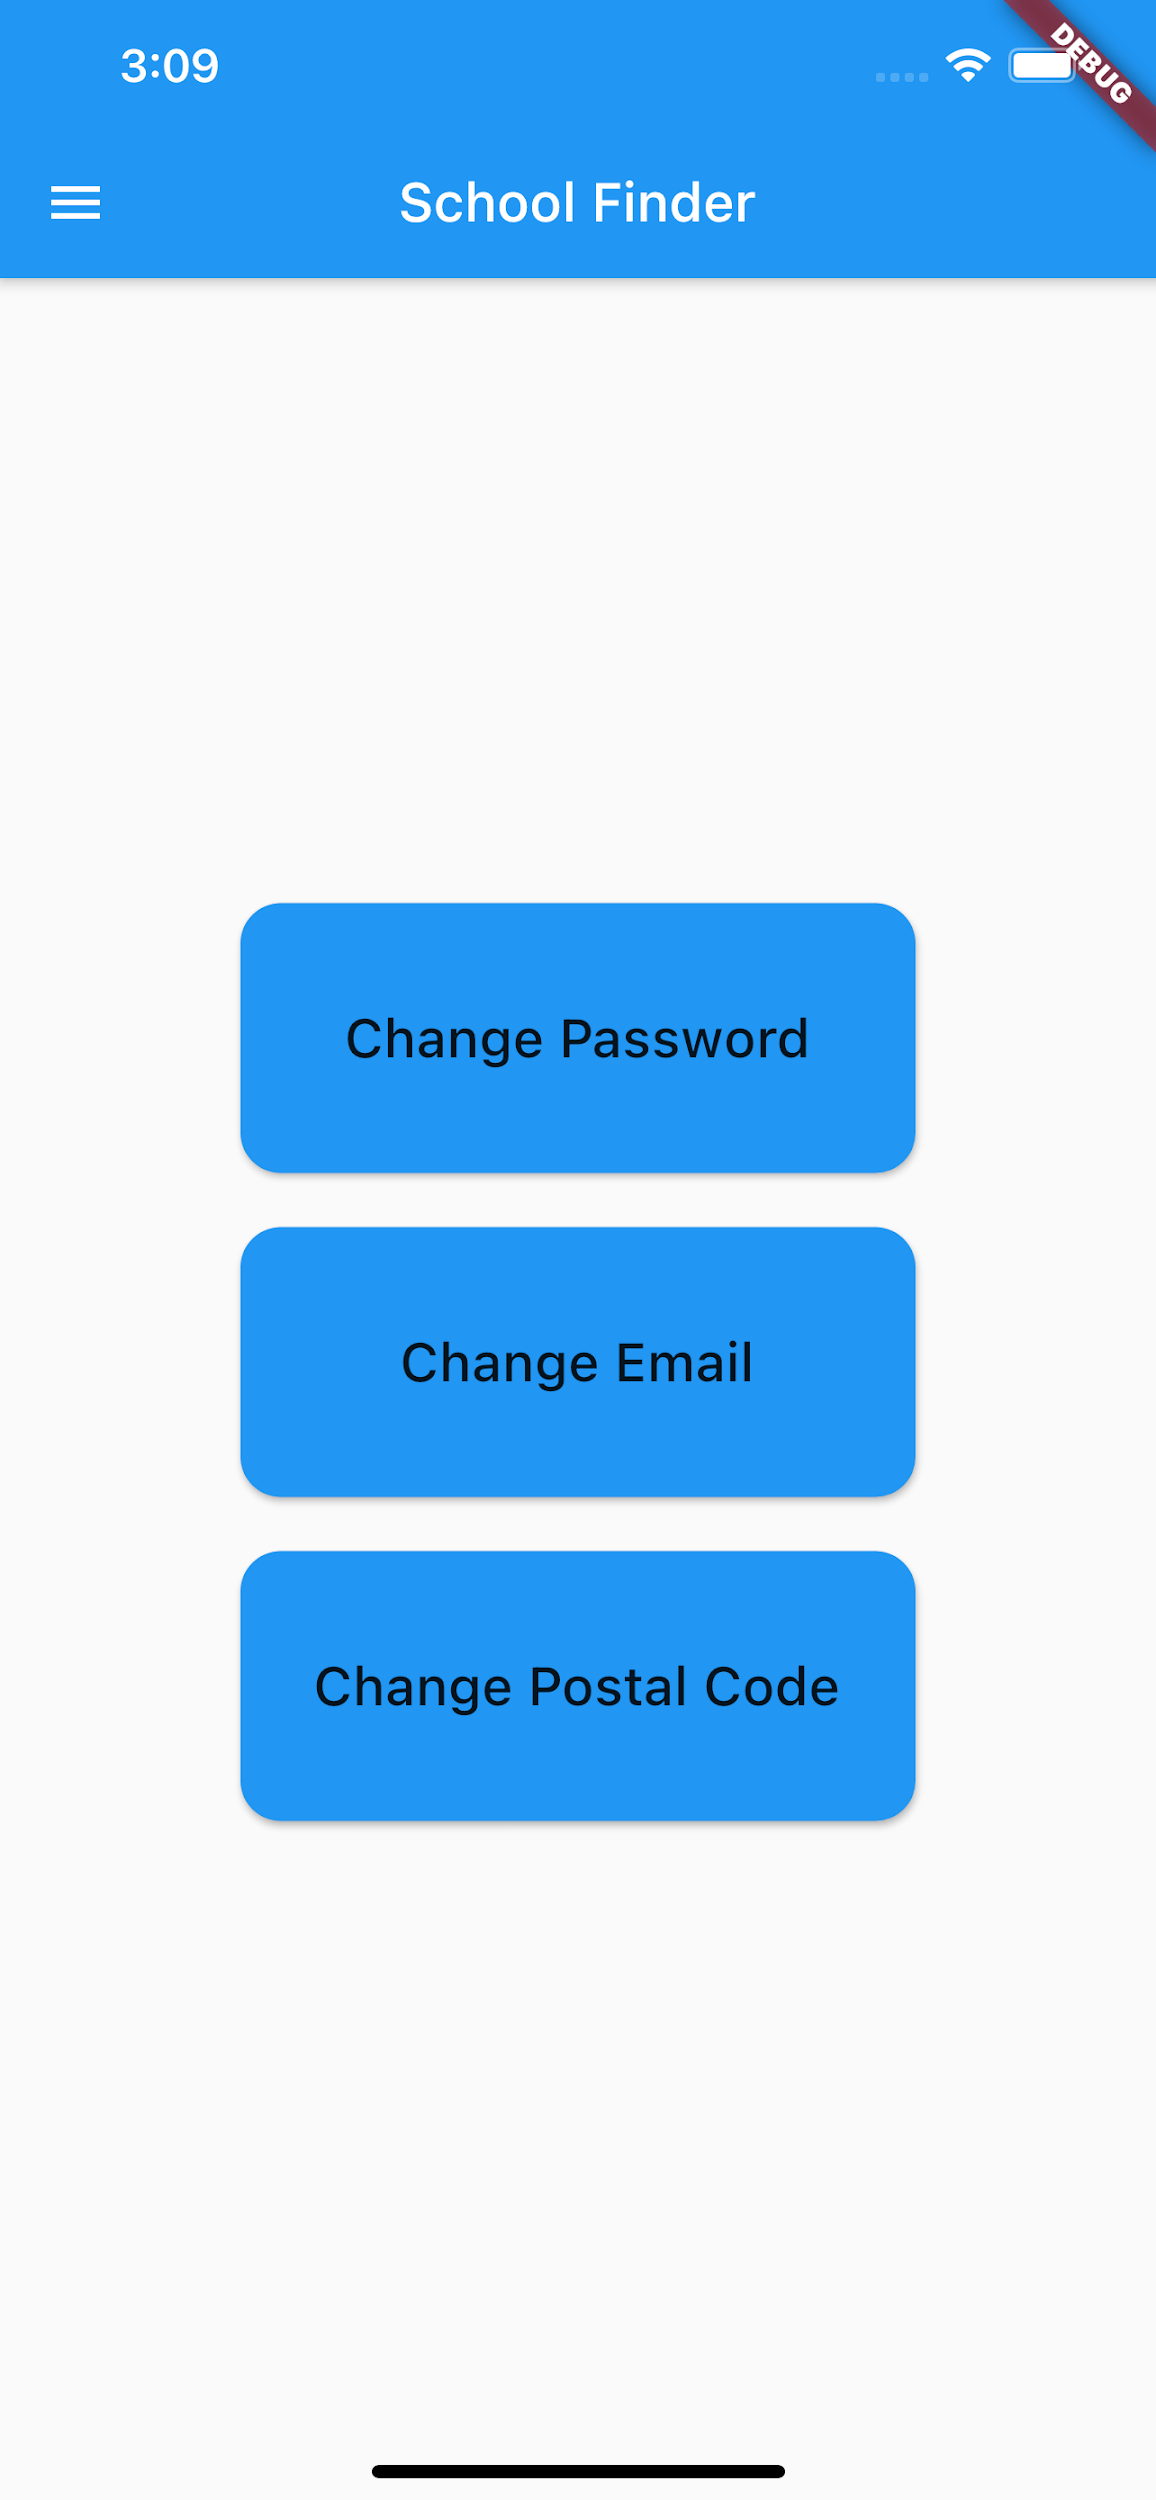 3:09
DEBUG
School Finder
Change Password
Change Email
Change Postal Code